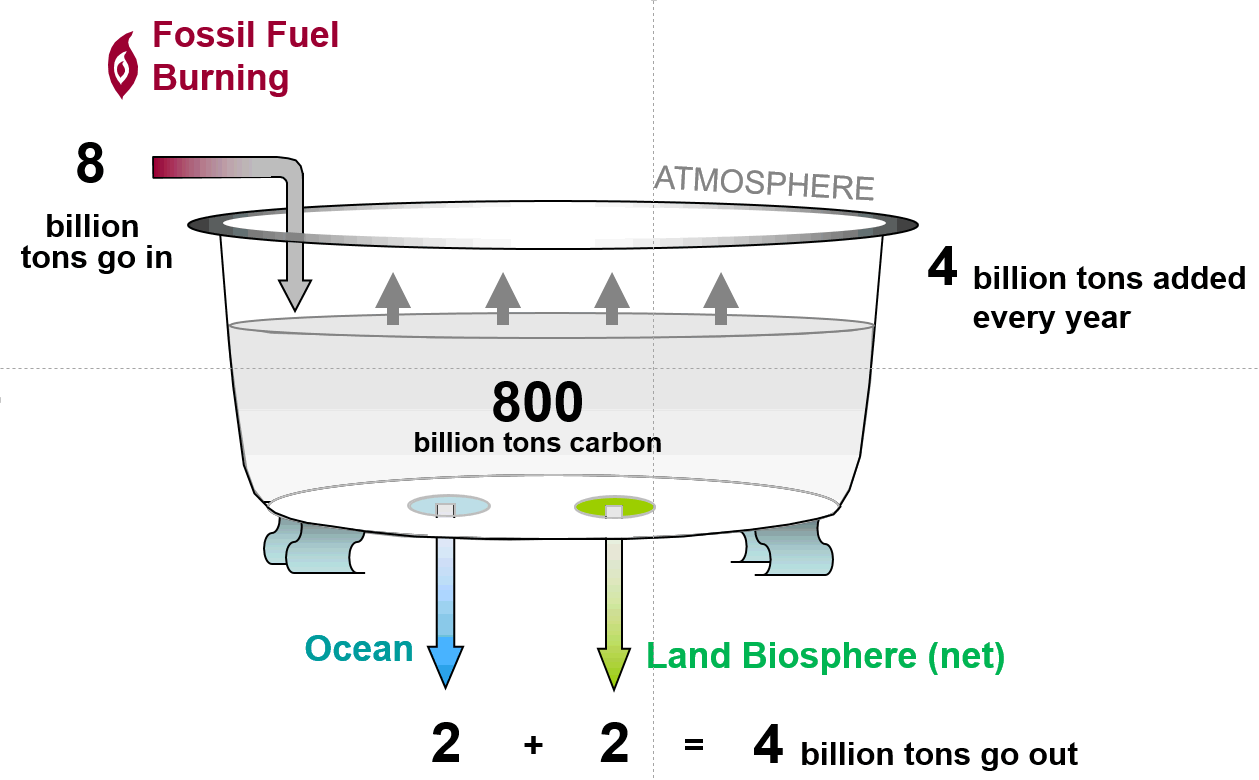 Fossil Fuel
Burning
8
billion
tons go in
ATMOSPHERE
4 billion tons added
every year
800
billion tons carbon
Ocean
Land Biosphere (net)
2 + 2 = 4 billion tons go out